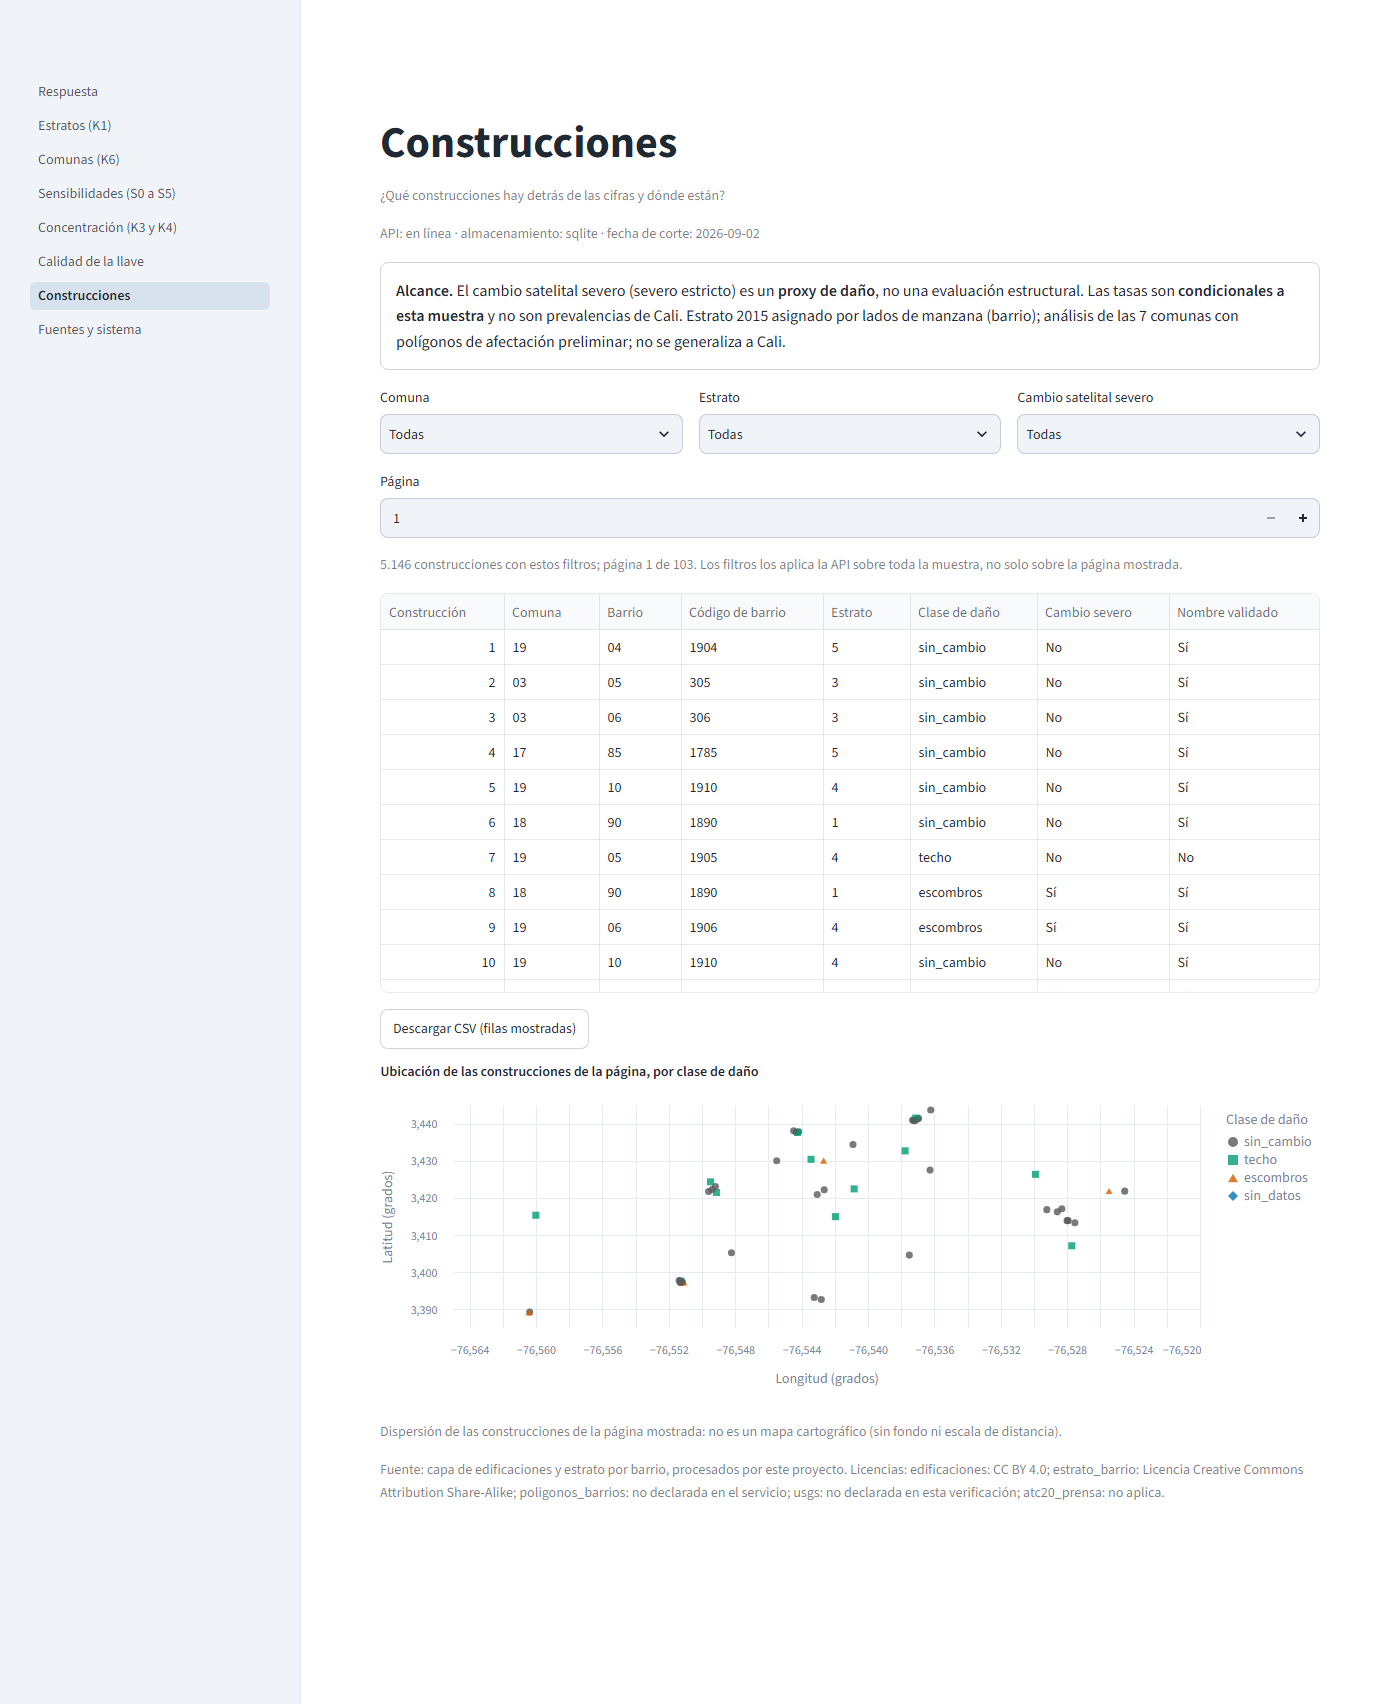 Respuesta
Estratos (K1)
Comunas (K6)
Sensibilidades (S0 a S5)
Concentración (K3 y K4)
Calidad de la llave
Construcciones
Fuentes y sistema
Construcciones
¿Qué construcciones hay detrás de las cifras y dónde están?
API: en línea · almacenamiento: sqlite · fecha de corte: 2026-09-02
Alcance. El cambio satelital severo (severo estricto) es un proxy de daño, no una evaluación estructural. Las tasas son condicionales a
esta muestra y no son prevalencias de Cali. Estrato 2015 asignado por lados de manzana (barrio); análisis de las 7 comunas con
polígonos de afectación preliminar; no se generaliza a Cali.
Comuna Estrato Cambio satelital severo
Todas Todas Todas
Página
1 − +
5.146 construcciones con estos filtros; página 1 de 103. Los filtros los aplica la API sobre toda la muestra, no solo sobre la página mostrada.
Construcción Comuna Barrio Código de barrio Estrato Clase de daño Cambio severo Nombre validado
1 19 04 1904 5 sin_cambio No Sí
2 03 05 305 3 sin_cambio No Sí
3 03 06 306 3 sin_cambio No Sí
4 17 85 1785 5 sin_cambio No Sí
5 19 10 1910 4 sin_cambio No Sí
6 18 90 1890 1 sin_cambio No Sí
7 19 05 1905 4 techo No No
8 18 90 1890 1 escombros Sí Sí
9 19 06 1906 4 escombros Sí Sí
10 19 10 1910 4 sin_cambio No Sí
Descargar CSV (filas mostradas)
Ubicación de las construcciones de la página, por clase de daño
Clase de daño
sin_cambio
techo
escombros
sin_datos
Latitud (grados)
3,440
3,430
3,420
3,410
3,400
3,390
−76,564 −76,560 −76,556 −76,552 −76,548 −76,544 −76,540 −76,536 −76,532 −76,528 −76,524 −76,520
Longitud (grados)
Dispersión de las construcciones de la página mostrada: no es un mapa cartográfico (sin fondo ni escala de distancia).
Fuente: capa de edificaciones y estrato por barrio, procesados por este proyecto. Licencias: edificaciones: CC BY 4.0; estrato_barrio: Licencia Creative Commons
Attribution Share-Alike; poligonos_barrios: no declarada en el servicio; usgs: no declarada en esta verificación; atc20_prensa: no aplica.